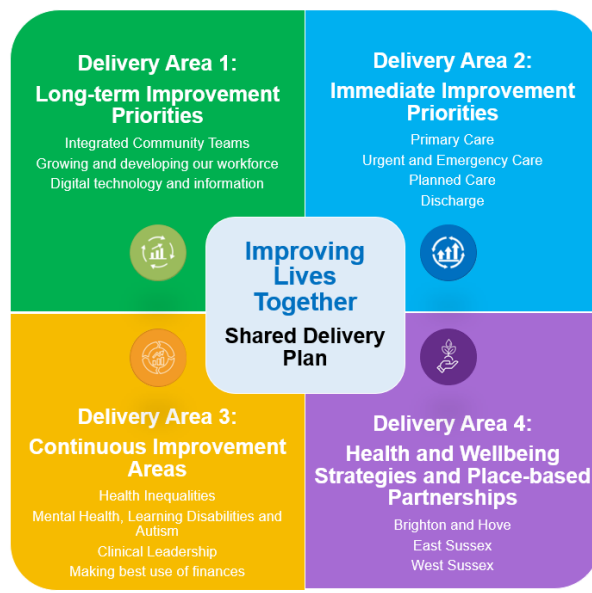 Delivery Area 1:
Long-term Improvement
Priorities
Integrated Community Teams
Growing and developing our workforce
Digital technology and information
Delivery Area 2:
Immediate Improvement
Priorities
Primary Care
Urgent and Emergency Care
Planned Care
Discharge
Improving
Lives
Together
Shared Delivery
Plan
Delivery Area 3:
Continuous Improvement
Areas
Health Inequalities
Mental Health, Learning Disabilities and
Autism
Clinical Leadership
Making best use of finances
Delivery Area 4:
Health and Wellbeing
Strategies and Place-based
Partnerships
Brighton and Hove
East Sussex
West Sussex